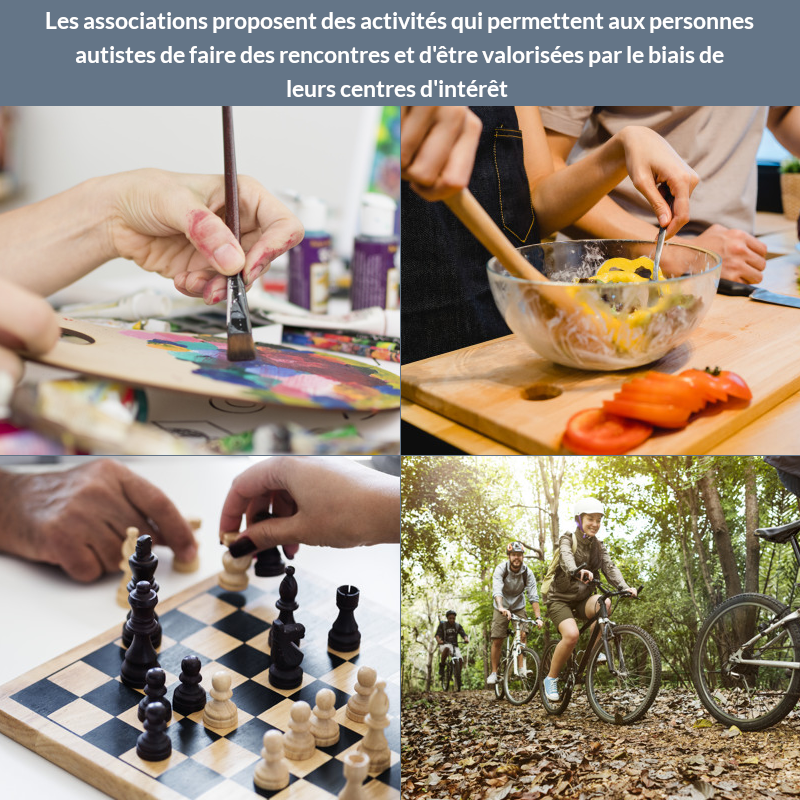 Les associations proposent des activités qui permettent aux personnes
autistes de faire des rencontres et d'être valorisées par le biais de
leurs centres d'intérêt